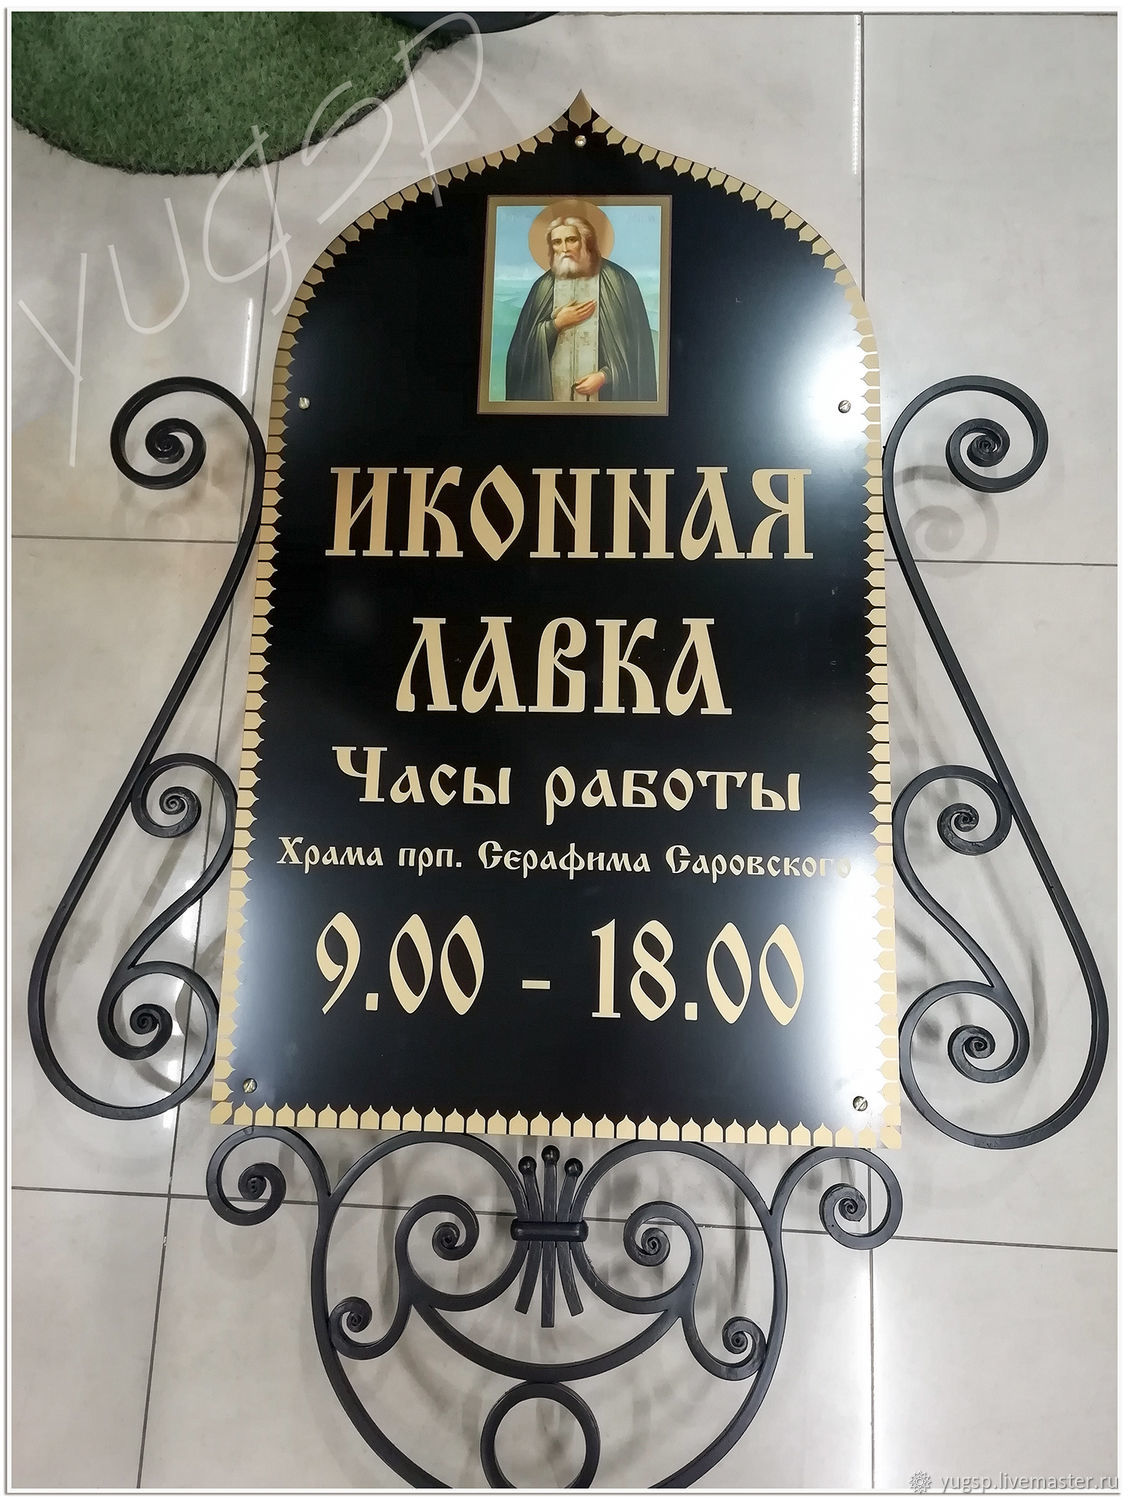 YUGSP
ИКОННАЯ
ЛАВКА
Часы работы
Храма прп. Серафима Саровского
9.00 - 18.00
yugsp.livemaster.ru